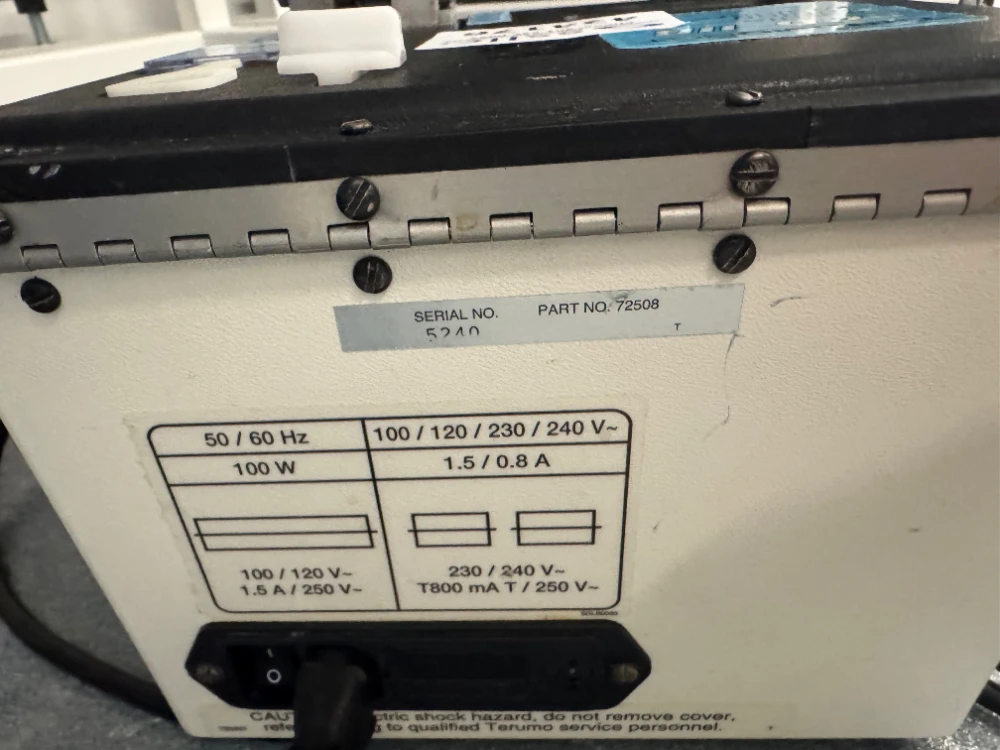 SERIAL NO. PART NO. 72508
5240 T
50 / 60 Hz 100 / 120 / 230 / 240 V~
100 W 1.5 / 0.8 A
100 / 120 V~ 230 / 240 V~
1.5 A / 250 V~ T800 mA T / 250 V~
I
O
ctric shock hazard, do not remove cover,
to qualified Terumo service personnel.